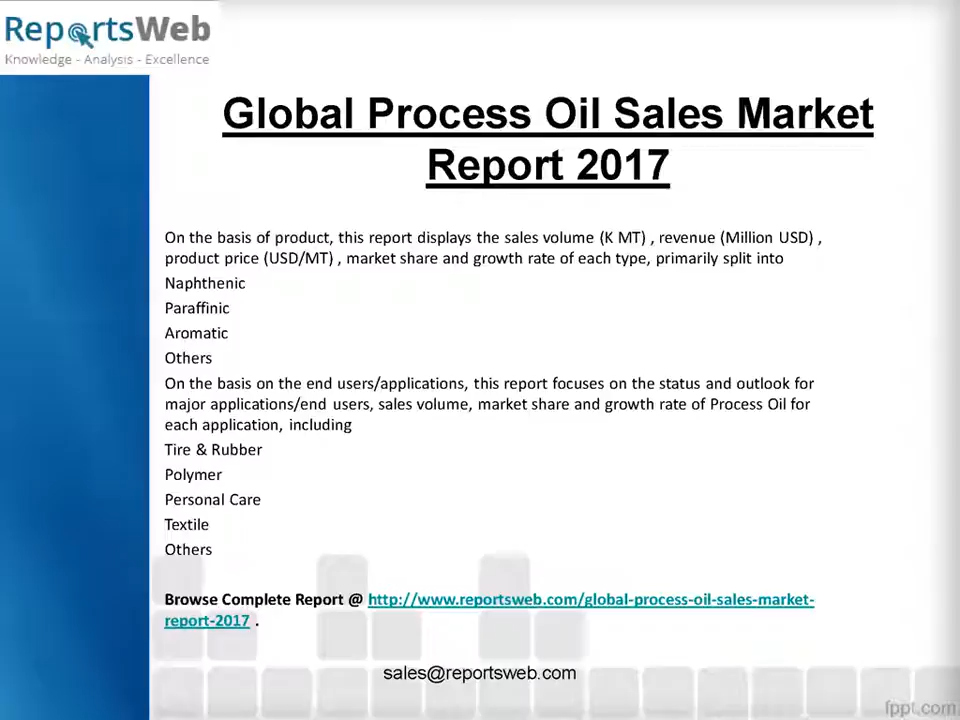 ReportsWeb
Knowledge - Analysis - Excellence
Global Process Oil Sales Market
Report 2017
On the basis of product, this report displays the sales volume (K MT) , revenue (Million USD) ,
product price (USD/MT) , market share and growth rate of each type, primarily split into
Naphthenic
Paraffinic
Aromatic
Others
On the basis on the end users/applications, this report focuses on the status and outlook for
major applications/end users, sales volume, market share and growth rate of Process Oil for
each application, including
Tire & Rubber
Polymer
Personal Care
Textile
Others
Browse Complete Report @ http://www.reportsweb.com/global-process-oil-sales-market-
report-2017 .
sales@reportsweb.com
fppt.com